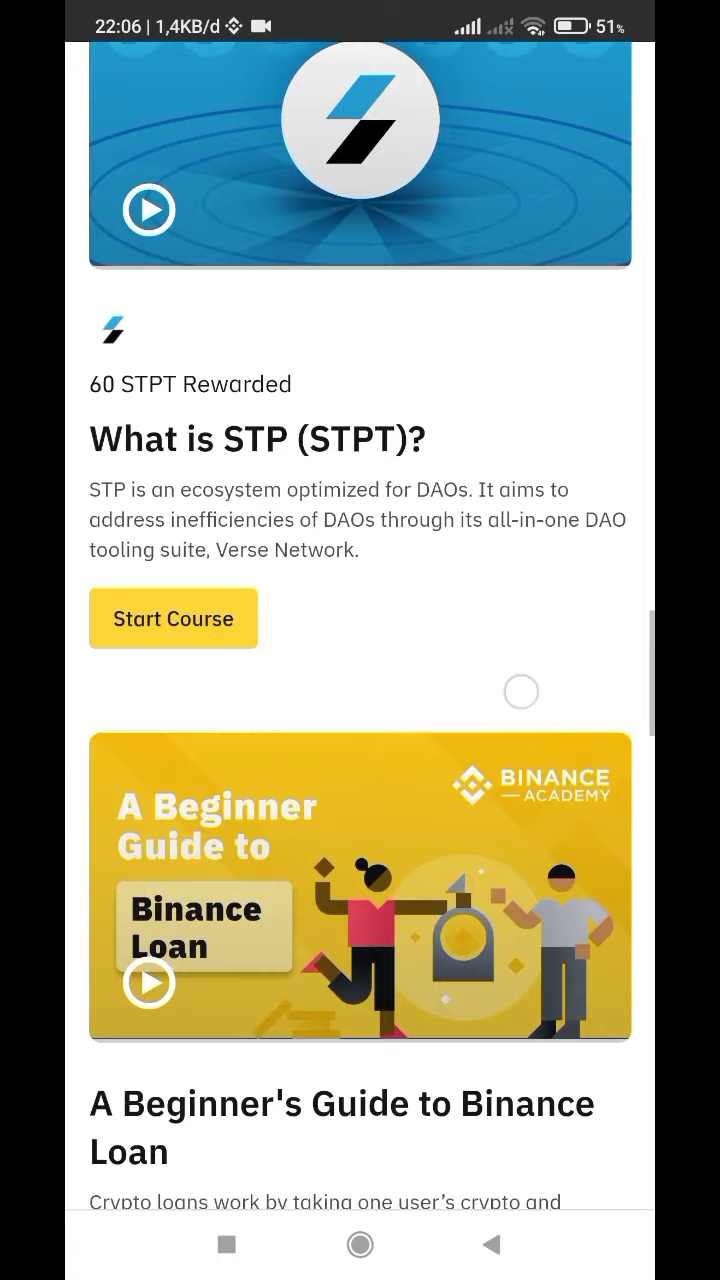 22:06 | 1,4KB/d
51%
60 STPT Rewarded
What is STP (STPT)?
STP is an ecosystem optimized for DAOs. It aims to
address inefficiencies of DAOs through its all-in-one DAO
tooling suite, Verse Network.
Start Course
BINANCE
ACADEMY
A Beginner
Guide to
Binance
Loan
A Beginner's Guide to Binance
Loan
Crypto loans work by taking one user's crypto and